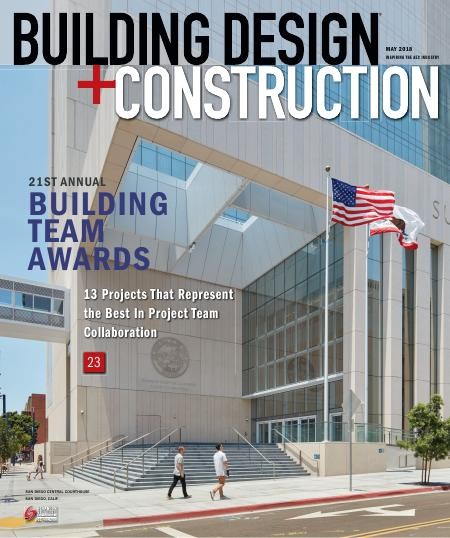 BUILDING DESIGN
+CONSTRUCTION
MAY 2018
INSPIRING THE AEC INDUSTRY
21ST ANNUAL
BUILDING
TEAM
AWARDS
13 Projects That Represent
the Best In Project Team
Collaboration
23
SU
SAN DIEGO CENTRAL COURTHOUSE
SAN DIEGO, CALIF.